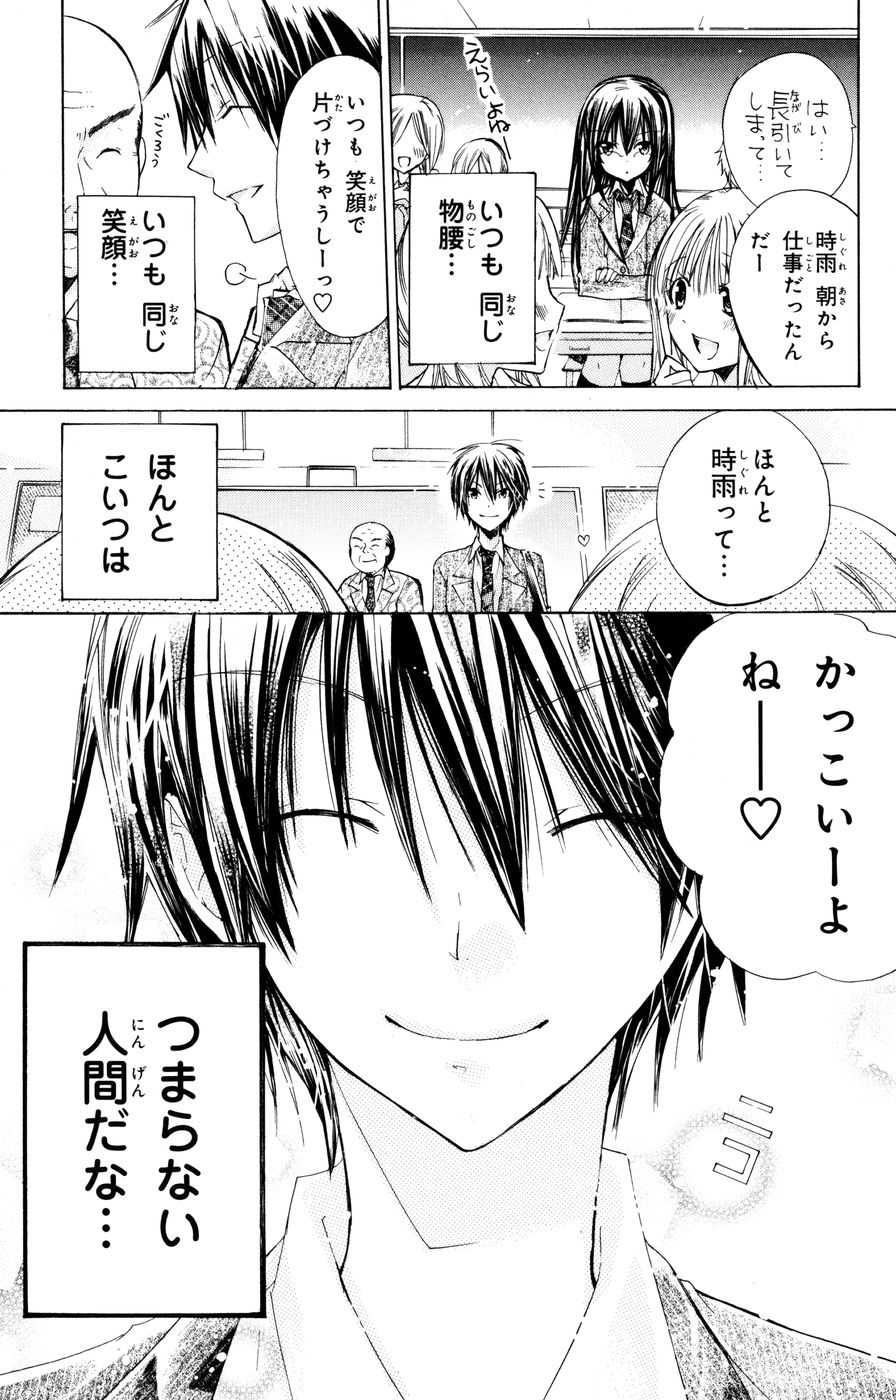 はい…
長引いて
しまって…
時雨 朝から
仕事だったん
だー
えらいよねー
いつも 同じ
物腰…
いつも 笑顔で
片づけちゃうしーっ♡
ごくろう
いつも 同じ
笑顔…
ほんと
時雨って…
ほんと
こいつは
かっこいーよ
ねー♡
ニコ
つまらない
人間だな…